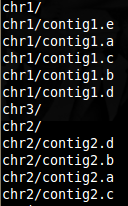 chr1/
chr1/contig1.e
chr1/contig1.a
chr1/contig1.c
chr1/contig1.b
chr1/contig1.d
chr3/
chr2/
chr2/contig2.d
chr2/contig2.b
chr2/contig2.a
chr2/contig2.c